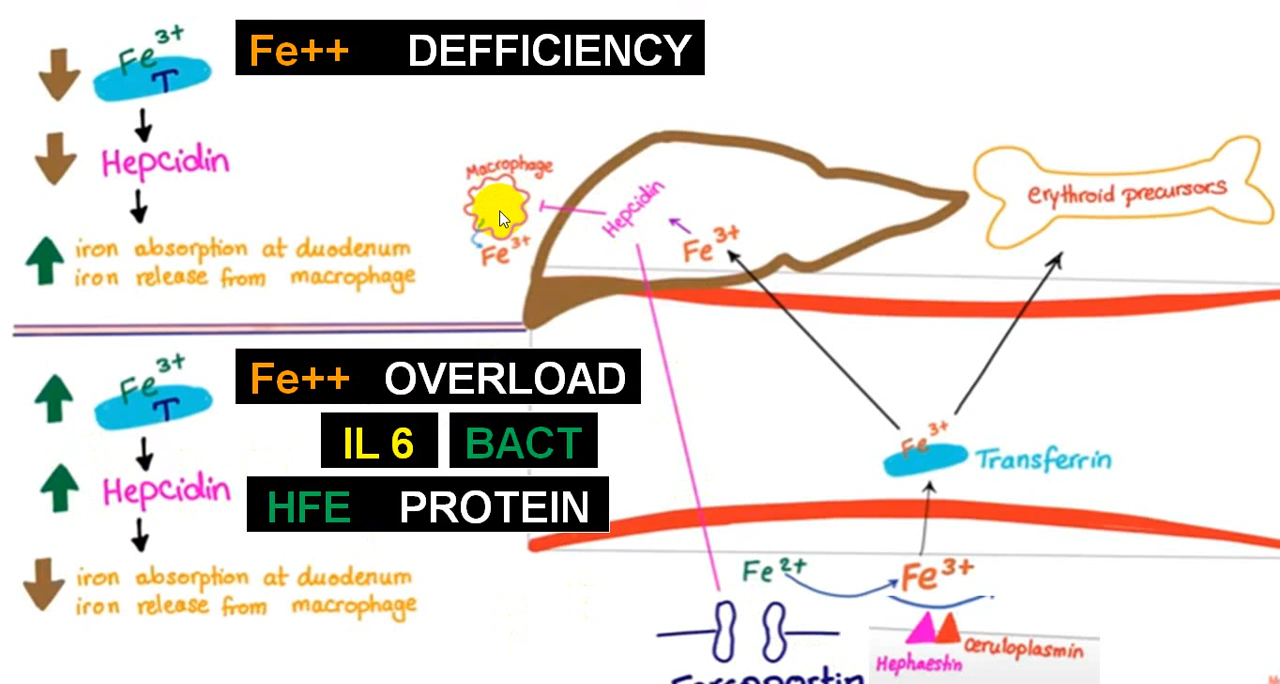 Fe3+
T
Fe++ DEFFICIENCY
Hepcidin
iron absorption at duodenum
iron release from macrophage
Fe3+
T
Fe++ OVERLOAD
IL 6 BACT
Hepcidin
HFE PROTEIN
iron absorption at duodenum
iron release from macrophage
Macrophage
Fe3+
Hepcidin
Fe3+
erythroid precursors
Fe3+
Transferrin
Fe2+
Fe3+
Hephaestin
Ceruloplasmin
Ferroportin